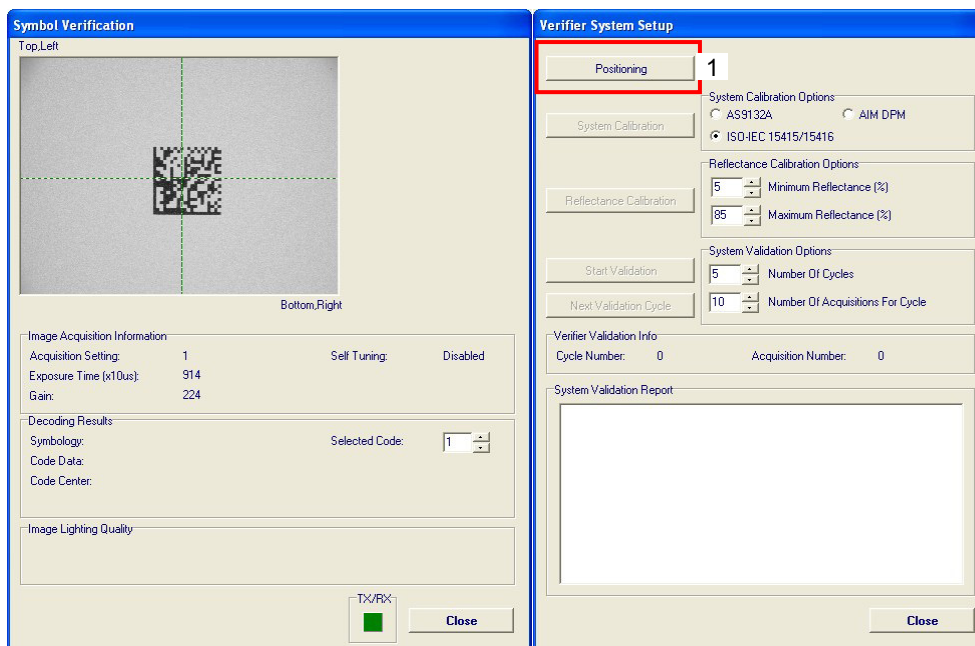 Symbol Verification
Top,Left
Bottom,Right
Image Acquisition Information
Acquisition Setting: 1 Self Tuning: Disabled
Exposure Time (x10us): 914
Gain: 224
Decoding Results
Symbology: Selected Code: 1
Code Data:
Code Center:
Image Lighting Quality
TX/RX
Close
Verifier System Setup
Positioning 1
System Calibration
System Calibration Options
AS9132A AIM DPM
ISO-IEC 15415/15416
Reflectance Calibration
Reflectance Calibration Options
5 Minimum Reflectance (%)
85 Maximum Reflectance (%)
System Validation Options
Start Validation 5 Number Of Cycles
Next Validation Cycle 10 Number Of Acquisitions For Cycle
Verifier Validation Info
Cycle Number: 0 Acquisition Number: 0
System Validation Report
Close